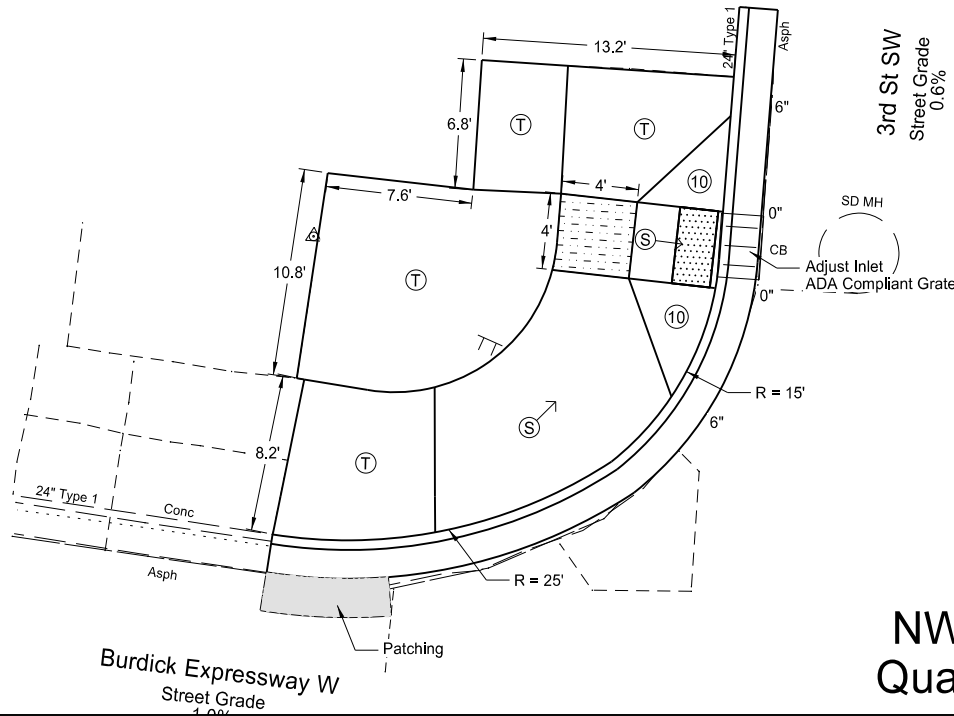 13.2'
24" Type 1
Asph
3rd St SW
Street Grade
0.6%
6"
6.8'
T
T
10
7.6'
4'
4'
S
0"
SD MH
CB
Adjust Inlet
ADA Compliant Grate
0"
10.8'
T
10
R = 15'
6"
8.2'
S
T
24" Type 1
Conc
Asph
R = 25'
Patching
NW
Qua
Burdick Expressway W
Street Grade